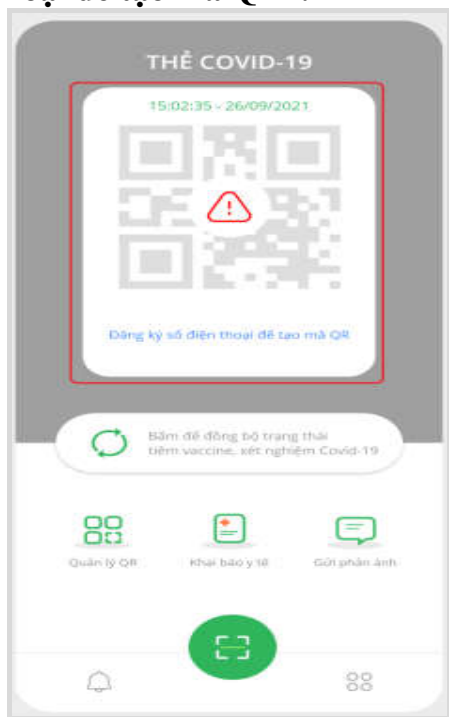 THẺ COVID-19
15:02:35 - 26/09/2021
Đăng ký số điện thoại để tạo mã QR
Bấm để đồng bộ trạng thái
tiêm vaccine, xét nghiệm Covid-19
Quản lý QR
Khai báo y tế
Gửi phản ánh